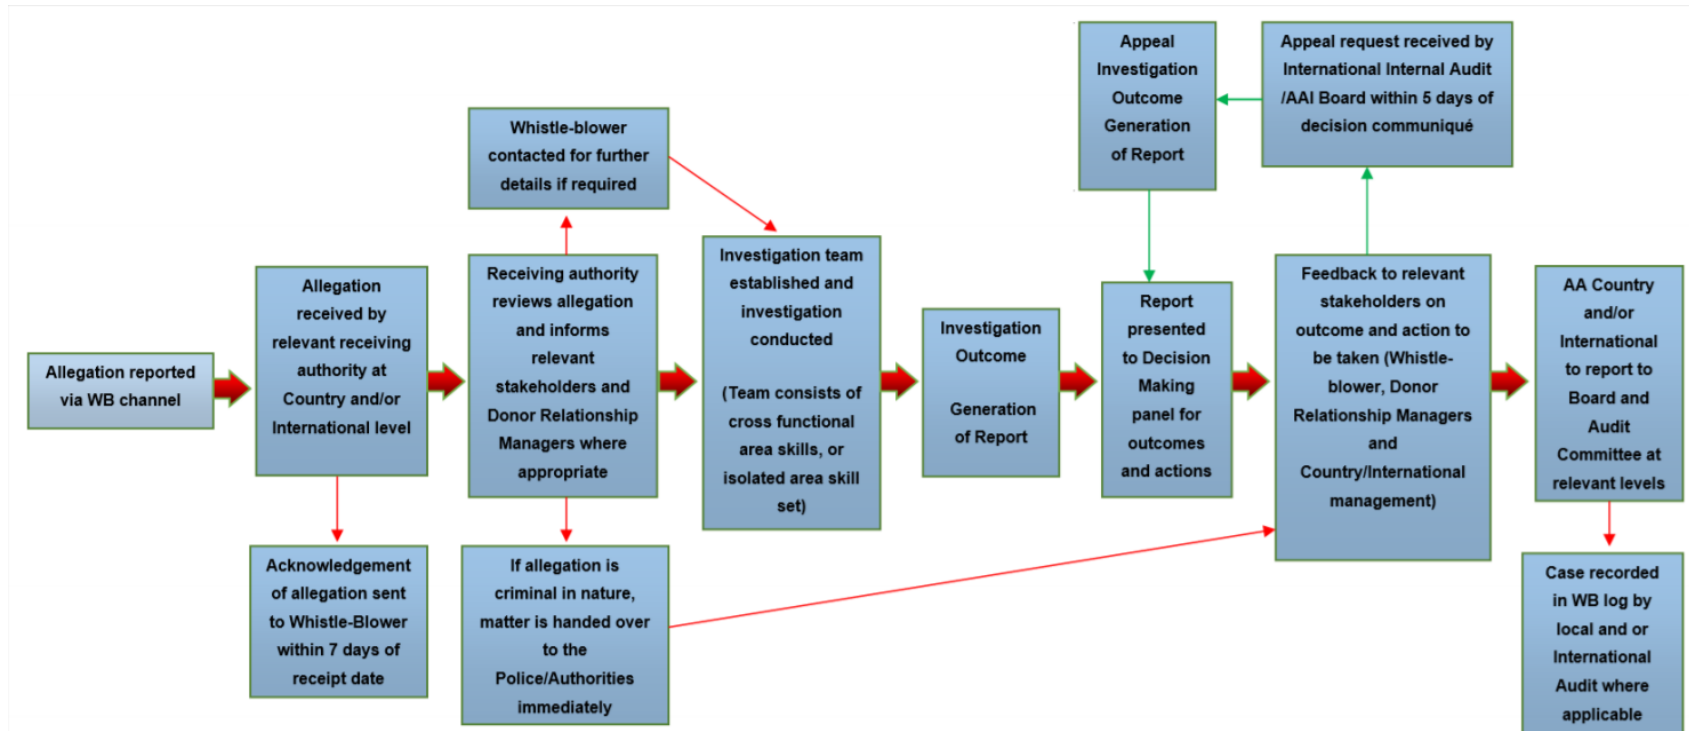 Allegation reported
via WB channel
Allegation
received by
relevant receiving
authority at
Country and/or
International level
Acknowledgement
of allegation sent
to Whistle-Blower
within 7 days of
receipt date
Whistle-blower
contacted for further
details if required
Receiving authority
reviews allegation
and informs
relevant
stakeholders and
Donor Relationship
Managers where
appropriate
If allegation is
criminal in nature,
matter is handed over
to the
Police/Authorities
immediately
Investigation team
established and
investigation
conducted
(Team consists of
cross functional
area skills, or
isolated area skill
set)
Investigation
Outcome
Generation
of Report
Appeal
Investigation
Outcome
Generation
of Report
Report
presented
to Decision
Making
panel for
outcomes
and actions
Appeal request received by
International Internal Audit
/AAI Board within 5 days of
decision communiqué
Feedback to relevant
stakeholders on
outcome and action to
be taken (Whistle-
blower, Donor
Relationship Managers
and
Country/International
management)
AA Country
and/or
International
to report to
Board and
Audit
Committee at
relevant levels
Case recorded
in WB log by
local and or
International
Audit where
applicable